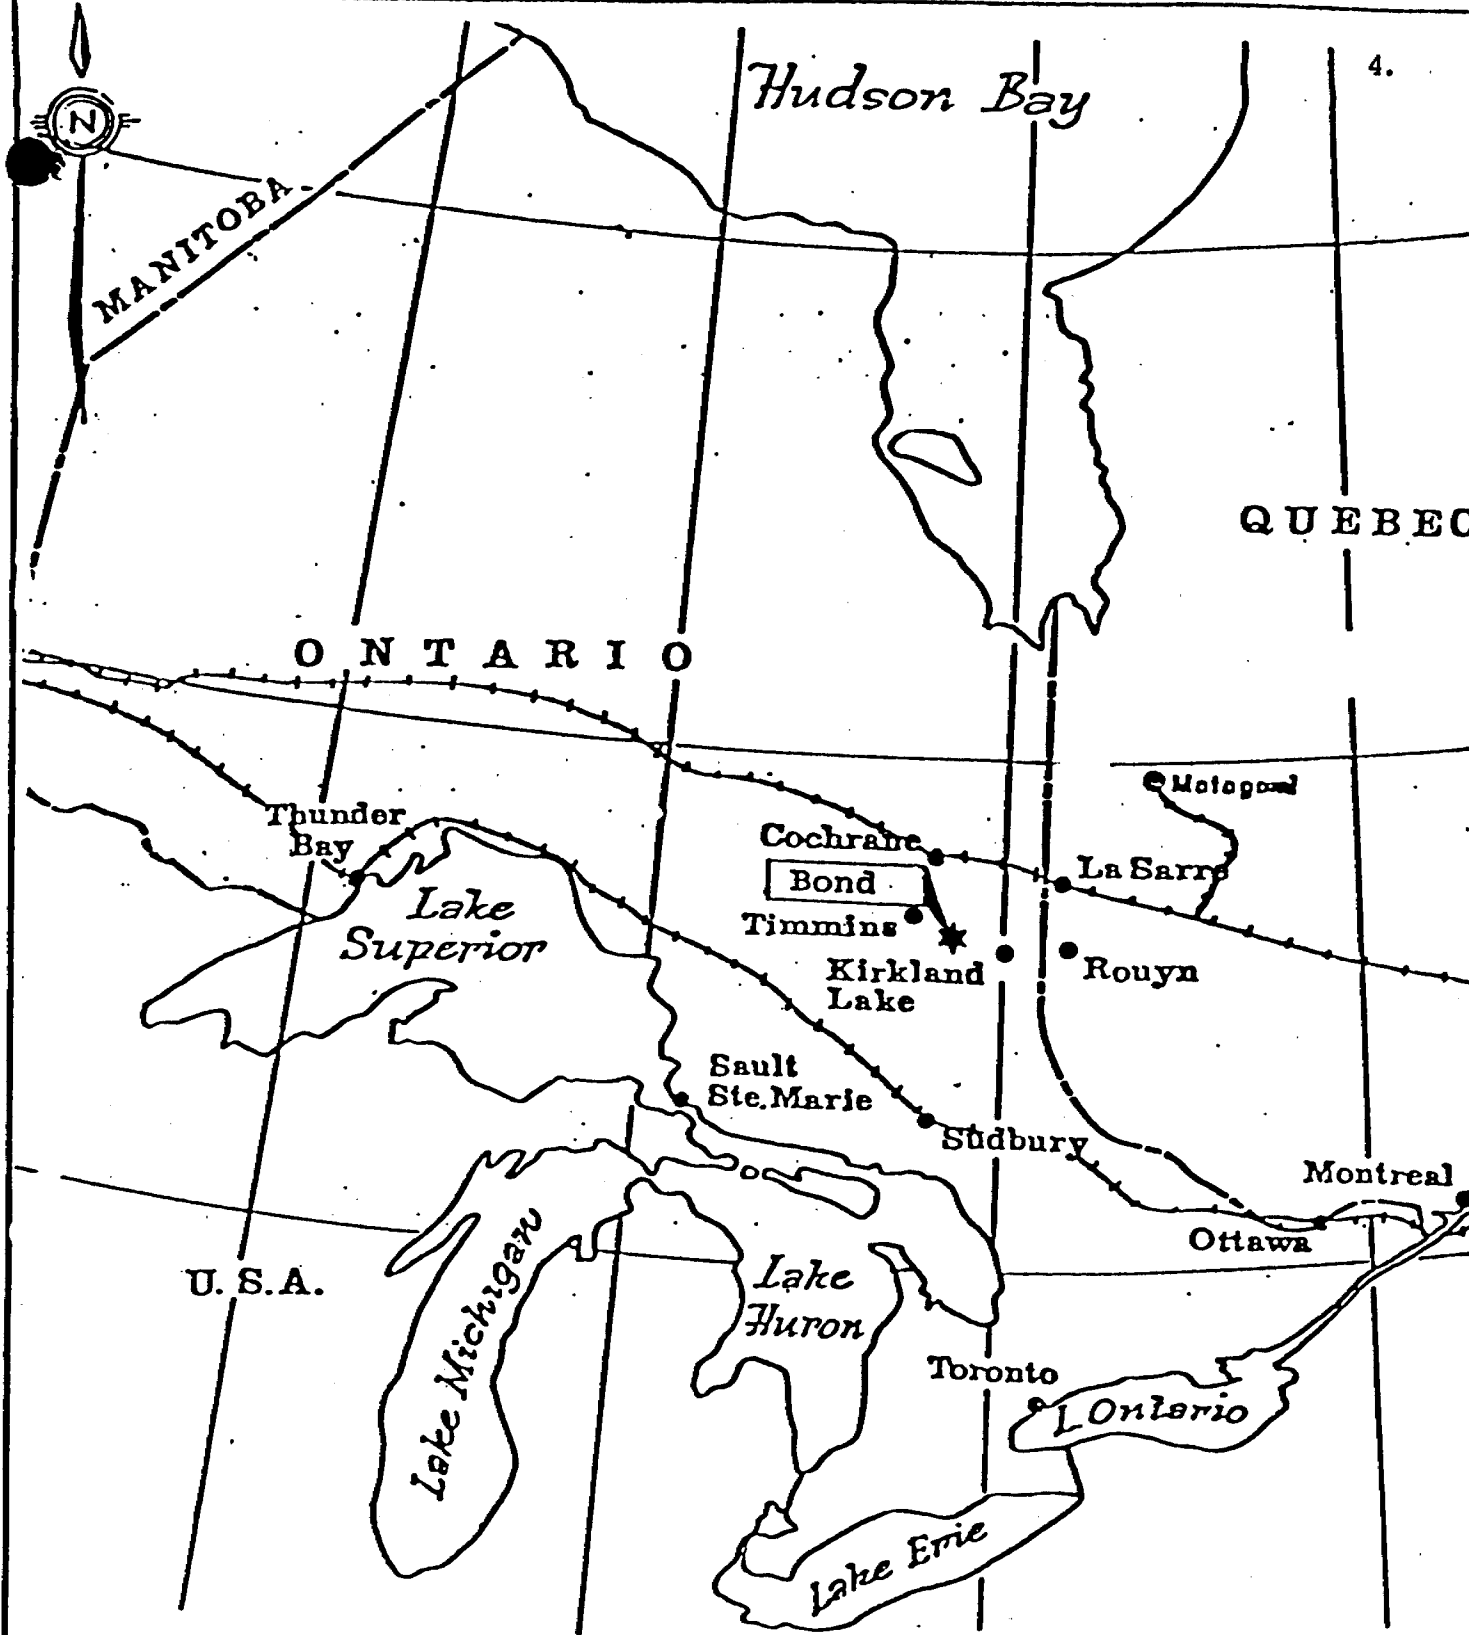 4.
Hudson Bay
N
MANITOBA
QUEBEC
ONTARIO
Matagami
Thunder
Bay
Cochrane
La Sarre
Bond
Timmins
Lake
Superior
Kirkland
Lake
Rouyn
Sault
Ste. Marie
Sudbury
Montreal
Ottawa
U.S.A.
Lake Michigan
Lake
Huron
Toronto
L Ontario
Lake Erie